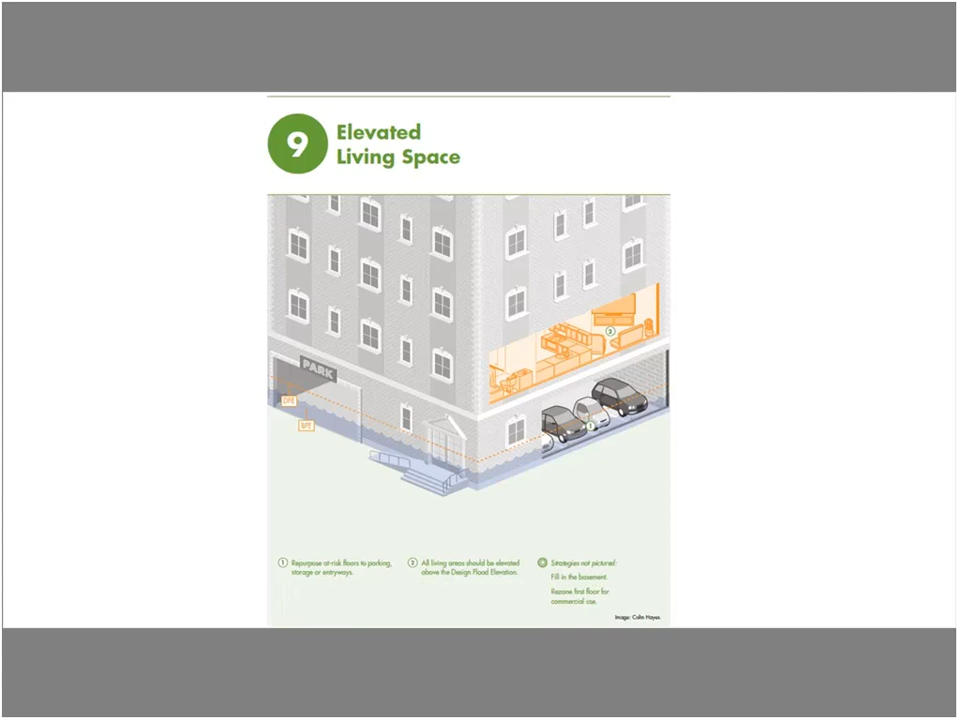 9
Elevated
Living Space
PARK
DFE
BFE
2
1
1 Repurpose at-risk floors to parking,
storage or entryways.
2 All living areas should be elevated
above the Design Flood Elevation.
Strategies not pictured:
Fill in the basement.
Rezone first floor for
commercial use.
Image: Colin Hayes.